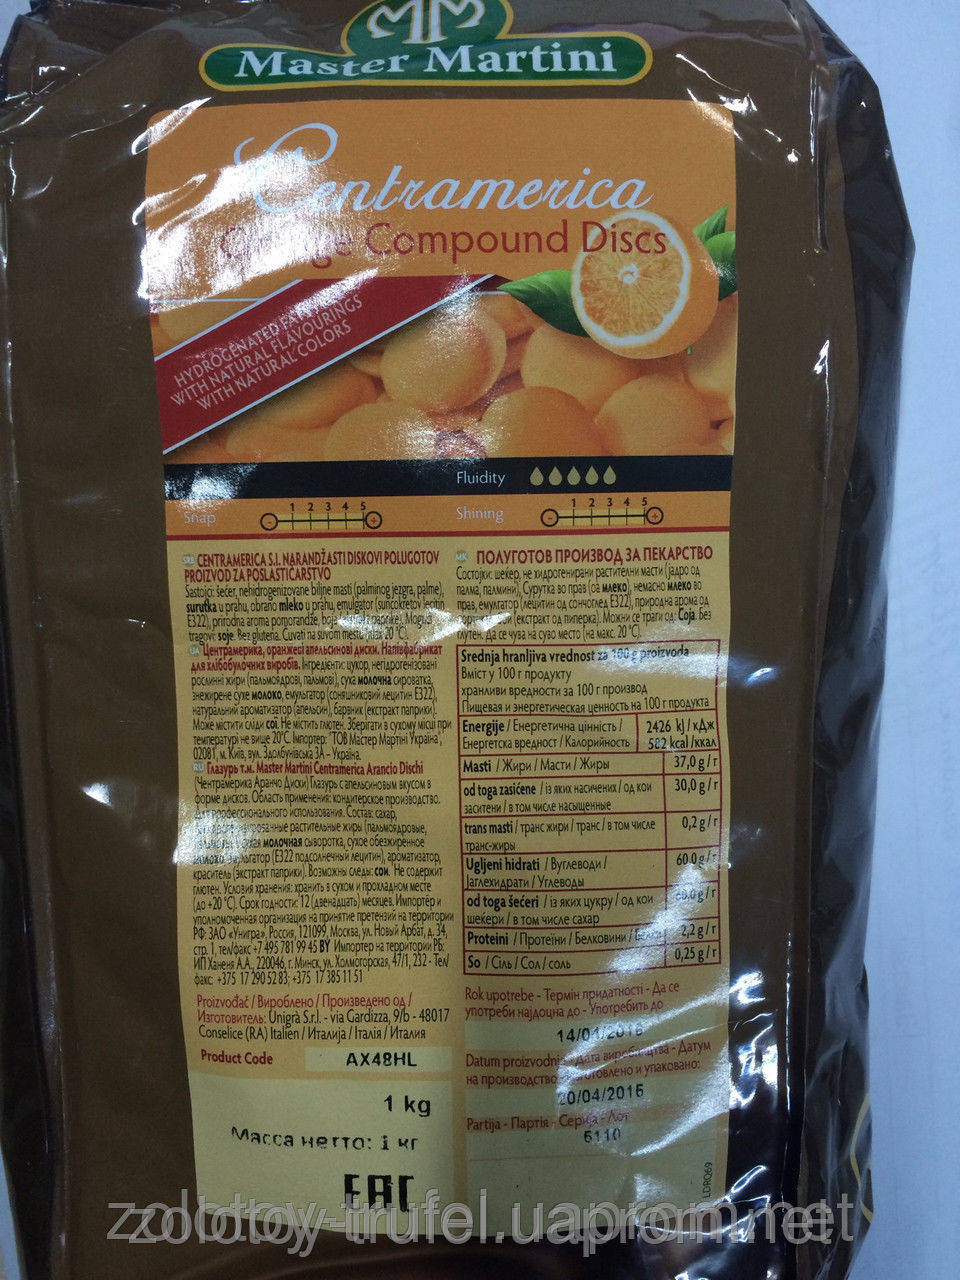 Master Martini
Centramerica
Compound Discs
HYDROGENATED
WITH NATURAL FLAVOURINGS
WITH NATURAL COLORS
Fluidity
Snap
1 2 3 4 5
Shining
1 2 3 4 5
SRB CENTRAMERICA S.I. NARANDŽASTI DISKOVI POLUGOTOV
PROIZVOD ZA POSLASTIČARSTVO
Sastojci: šećer, nehidrogenizovane biljne masti (palminog jezgra, palme),
surutka u prahu, obrano mleko u prahu, emulgator (suncokretov lecitin
E322), prirodna aroma pomorandže, boja paprike). Mogući
tragovi: soje. Bez glutena. Čuvati na suvom mestu (max 20 °C).
UA Центрамерика, оранжеві апельсинові диски. Напівфабрикат
для хлібобулочних виробів. Інгредієнти: цукор, негідрогенізовані
рослинні жири (пальмоядрові, пальмові), суха молочна сироватка,
знежирене сухе молоко, емульгатор (соняшниковий лецитин E322),
натуральний ароматизатор (апельсин), барвник (екстракт паприки).
Може містити сліди сої. Не містить глютен. Зберігати в сухому місці при
температурі не вище 20°C. Імпортер: "ТОВ Мастер Мартіні Україна",
02081, м. Київ, вул. Здолбунівська 3А – Україна.
RU Глазурь т.м. Master Martini Centramerica Arancio Dischi
(Центрамерика Аранчо Диски) Глазурь с апельсиновым вкусом в
форме дисков. Область применения: кондитерское производство.
Для профессионального использования. Состав: сахар,
растительные жиры (пальмоядровые,
сухая молочная сыворотка, сухое обезжиренное
молоко, эмульгатор (E322 подсолнечный лецитин), ароматизатор,
краситель (экстракт паприки). Возможны следы: сои. Не содержит
глютен. Условия хранения: хранить в сухом и прохладном месте
(до +20 °C). Срок годности: 12 (двенадцать) месяцев. Импортёр и
уполномоченная организация на принятие претензий на территории
РФ: ЗАО «Унигра», Россия, 121099, Москва, ул. Новый Арбат, д. 34,
стр. 1, тел/факс +7 495 781 99 45 BY Импортер на территории РБ:
ИП Ханеня А.А., 220046, г. Минск, ул. Холмогорская, 47/1, 232 - Тел/
факс: +375 17 290 52 83; +375 17 385 11 51
Proizvođač / Вироблено / Произведено од /
Изготовитель: Unigrà S.r.l. - via Gardizza, 9/b - 48017
Conselice (RA) Italien / Италија / Італія / Италия
Product Code AX48HL
1 kg
Масса нетто: 1 кг
EAC
MK ПОЛУГОТОВ ПРОИЗВОД ЗА ПЕКАРСТВО
Состојки: шеќер, не хидрогенирани растителни масти (јадро од
палма, палмини), Сурутка во прав (од млеко), немасно млеко во
прав, емулгатор (лецитин од сончоглед E322), природна арома од
бои (екстракт од пиперка). Можни се траги од: Соја. Без
глутен. Да се чува на суво место (на макс. 20 °C).
Srednja hranljiva vrednost za 100 g proizvoda
Вміст у 100 г продукту
хранливи вредности за 100 г производ
Пищевая и энергетическая ценность на 100 г продукта
Energije / Енергетична цінність / 2426 kJ / кДж
Енергетска вредност / Калорийность 582 kcal /ккал
Masti / Жири / Масти / Жиры 37,0 g / г
od toga zasićene / із яких насичених / од кои 30,0 g / г
заситени / в том числе насыщенные
trans masti / транс жири / транс / в том числе 0,2 g / г
транс-жиры
Ugljeni hidrati / Вуглеводи / 60,0 g / г
Јаглехидрати / Углеводы
od toga šećeri / із яких цукру / од кои 60,0 g / г
шеќери / в том числе сахар
Proteini / Протеїни / Белковини / 2,2 g / г
So / Сіль / Сол / соль 0,25 g / г
Rok upotrebe - Термін придатності - Да се
употреби најдоцна до - Употребить до
14/04/2016
Datum proizvodnje - Дата виробництва - Датум
на производство - Изготовлено и упаковано:
20/04/2015
Partija - Партія - Серија - Лот
5110
LDRQ69
zolotoy-trufel.uaprom.net